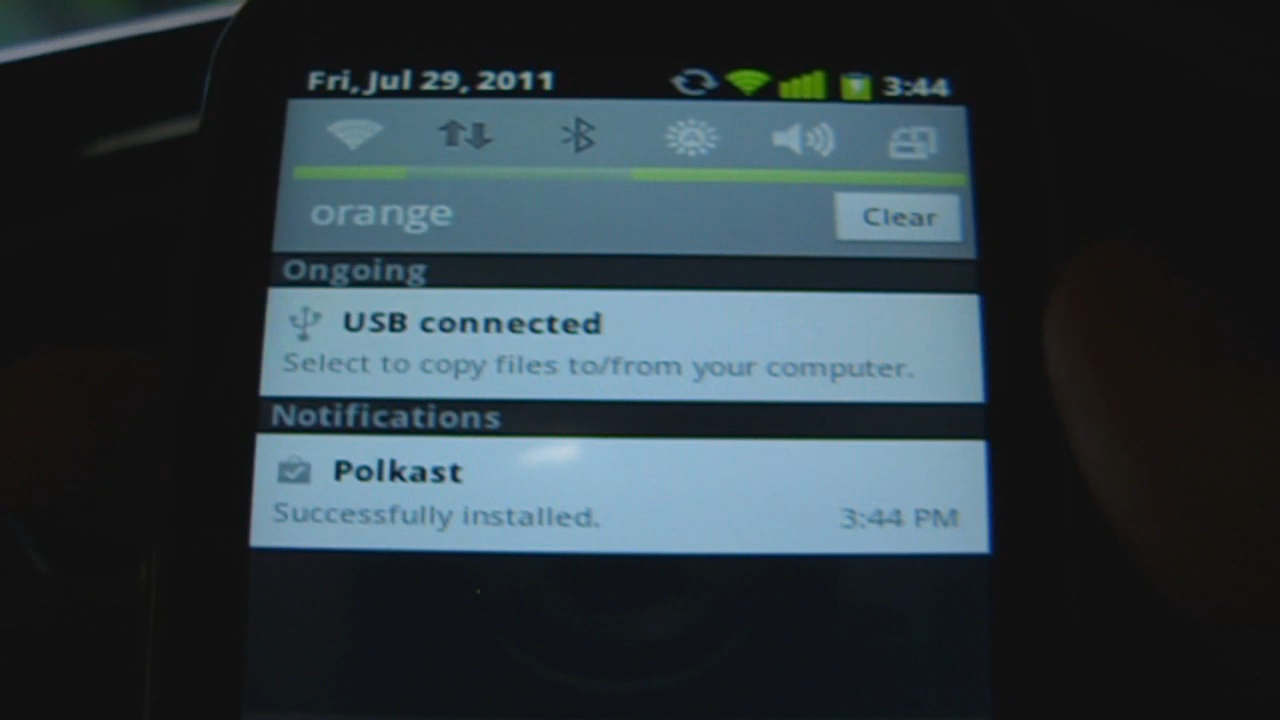 Fri, Jul 29, 2011 3:44
orange Clear
Ongoing
USB connected
Select to copy files to/from your computer.
Notifications
Polkast
Successfully installed. 3:44 PM